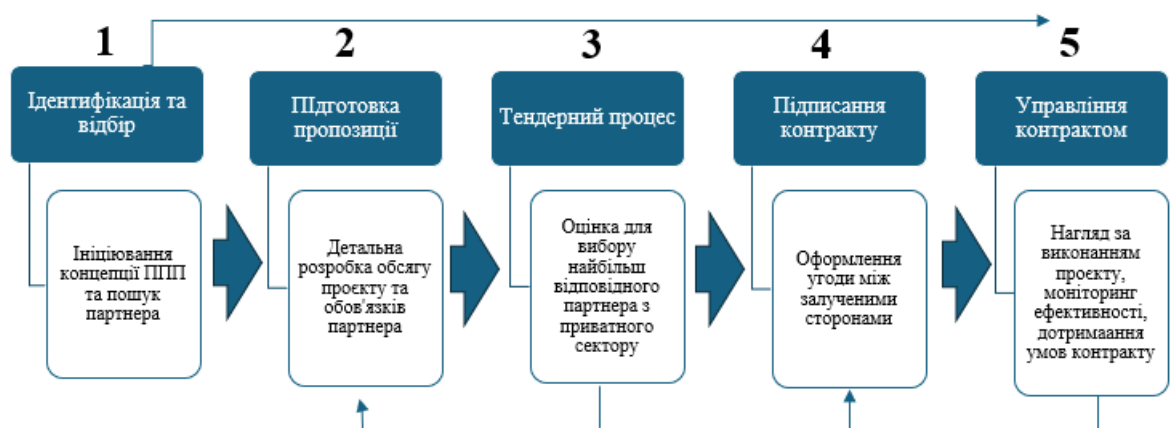 1
2
3
4
5
Ідентифікація та
відбір
ПІдготовка
пропозиції
Тендерний процес
Підписання
контракту
Управління
контрактом
Ініціювання
концепції ППП
та пошук
партнера
Детальна
розробка обсягу
проєкту та
обов'язків
партнера
Оцінка для
вибору
найбільш
відповідного
партнера з
приватного
сектору
Оформлення
угоди між
залученими
сторонами
Нагляд за
виконанням
проєкту,
моніторинг
ефективності,
дотримаання
умов контракту